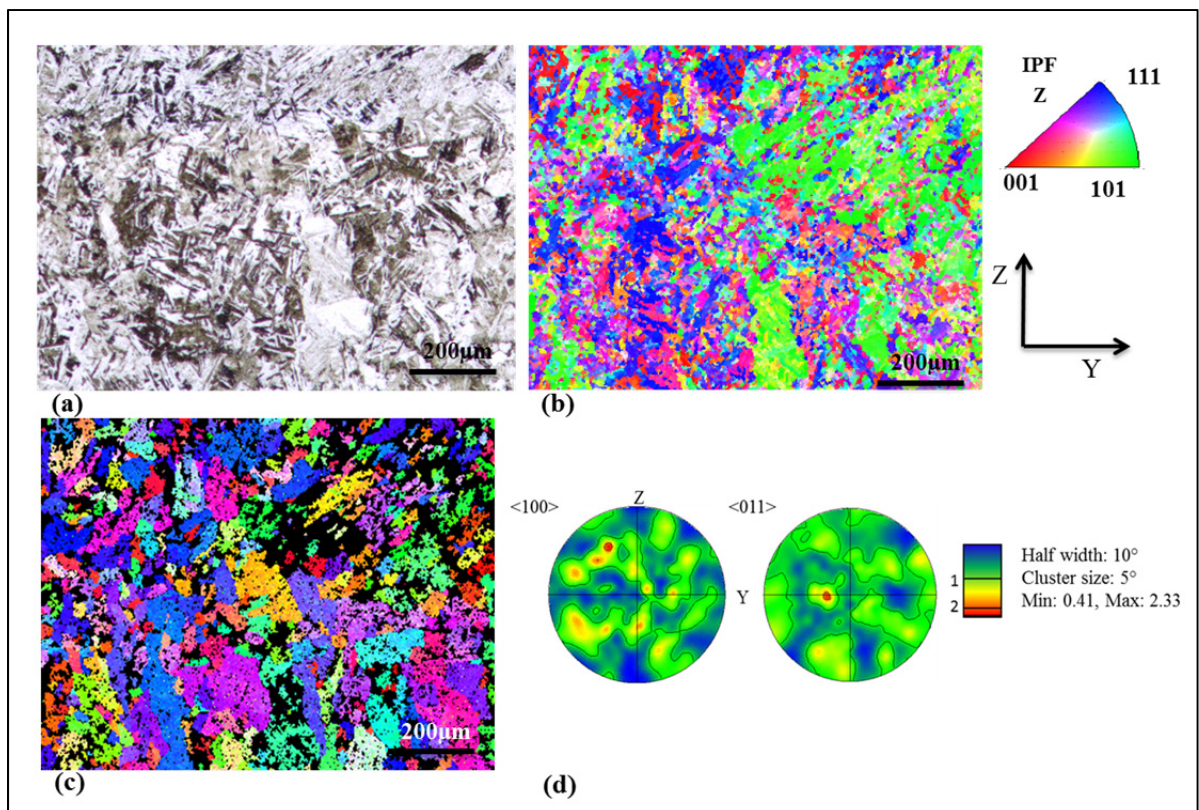 IPF
Z
111
001
101
200µm
200µm
Z
Y
(a)
(b)
<100>
Z
<011>
Y
1
2
Half width: 10°
Cluster size: 5°
Min: 0.41, Max: 2.33
200µm
(c)
(d)